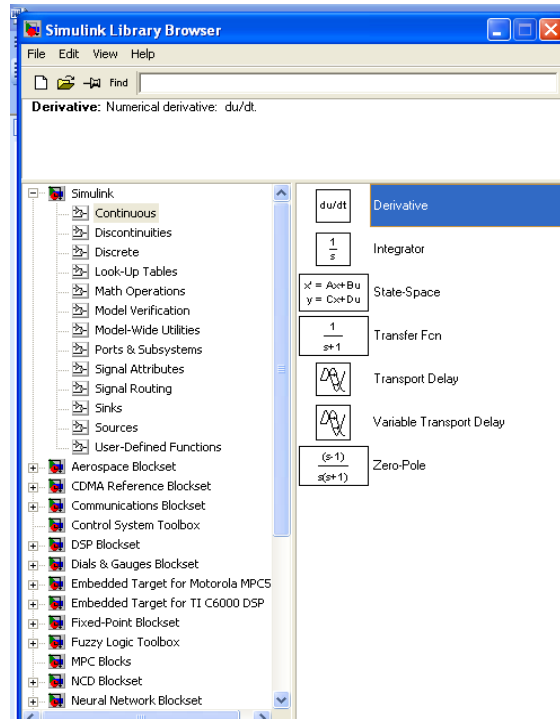 Simulink Library Browser
File Edit View Help
Find
Derivative: Numerical derivative: du/dt.
Simulink
Continuous
Discontinuities
Discrete
Look-Up Tables
Math Operations
Model Verification
Model-Wide Utilities
Ports & Subsystems
Signal Attributes
Signal Routing
Sinks
Sources
User-Defined Functions
Aerospace Blockset
CDMA Reference Blockset
Communications Blockset
Control System Toolbox
DSP Blockset
Dials & Gauges Blockset
Embedded Target for Motorola MPC5
Embedded Target for TI C6000 DSP
Fixed-Point Blockset
Fuzzy Logic Toolbox
MPC Blocks
NCD Blockset
Neural Network Blockset
du/dt Derivative
1
s
Integrator
x' = Ax+Bu
y = Cx+Du
State-Space
1
s+1
Transfer Fcn
Transport Delay
Variable Transport Delay
(s-1)
s(s+1)
Zero-Pole